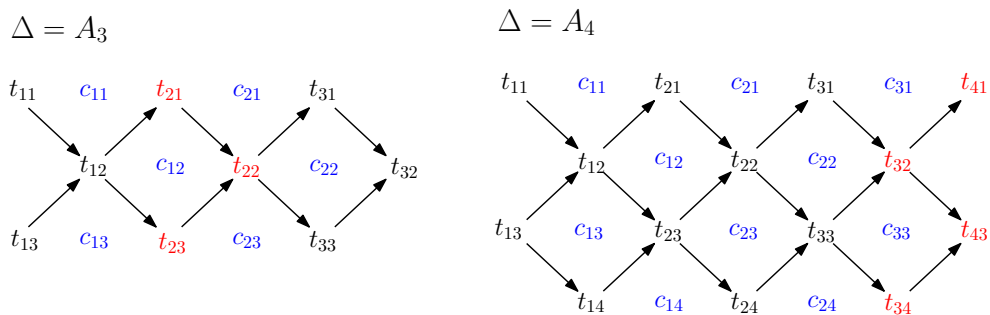 Δ = A₃
t₁₁ c₁₁ t₂₁ c₂₁ t₃₁
t₁₂ c₁₂ t₂₂ c₂₂ t₃₂
t₁₃ c₁₃ t₂₃ c₂₃ t₃₃
Δ = A₄
t₁₁ c₁₁ t₂₁ c₂₁ t₃₁ c₃₁ t₄₁
t₁₂ c₁₂ t₂₂ c₂₂ t₃₂
t₁₃ c₁₃ t₂₃ c₂₃ t₃₃ c₃₃ t₄₃
t₁₄ c₁₄ t₂₄ c₂₄ t₃₄